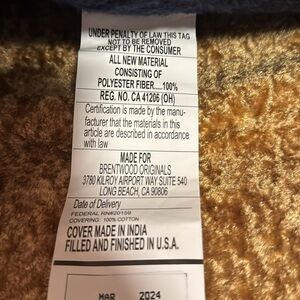 UNDER PENALTY OF LAW THIS TAG
NOT TO BE REMOVED
EXCEPT BY THE CONSUMER
ALL NEW MATERIAL
CONSISTING OF
POLYESTER FIBER.....100%
REG. NO. CA 41206 (OH)
Certification is made by the manu-
facturer that the materials in this
article are described in accordance
with law
MADE FOR
BRENTWOOD ORIGINALS
3780 KILROY AIRPORT WAY SUITE 540
LONG BEACH, CA 90806
Date of Delivery
FEDERAL RN#20159
COVERING: 100% COTTON
COVER MADE IN INDIA
FILLED AND FINISHED IN U.S.A.
MAR 2024